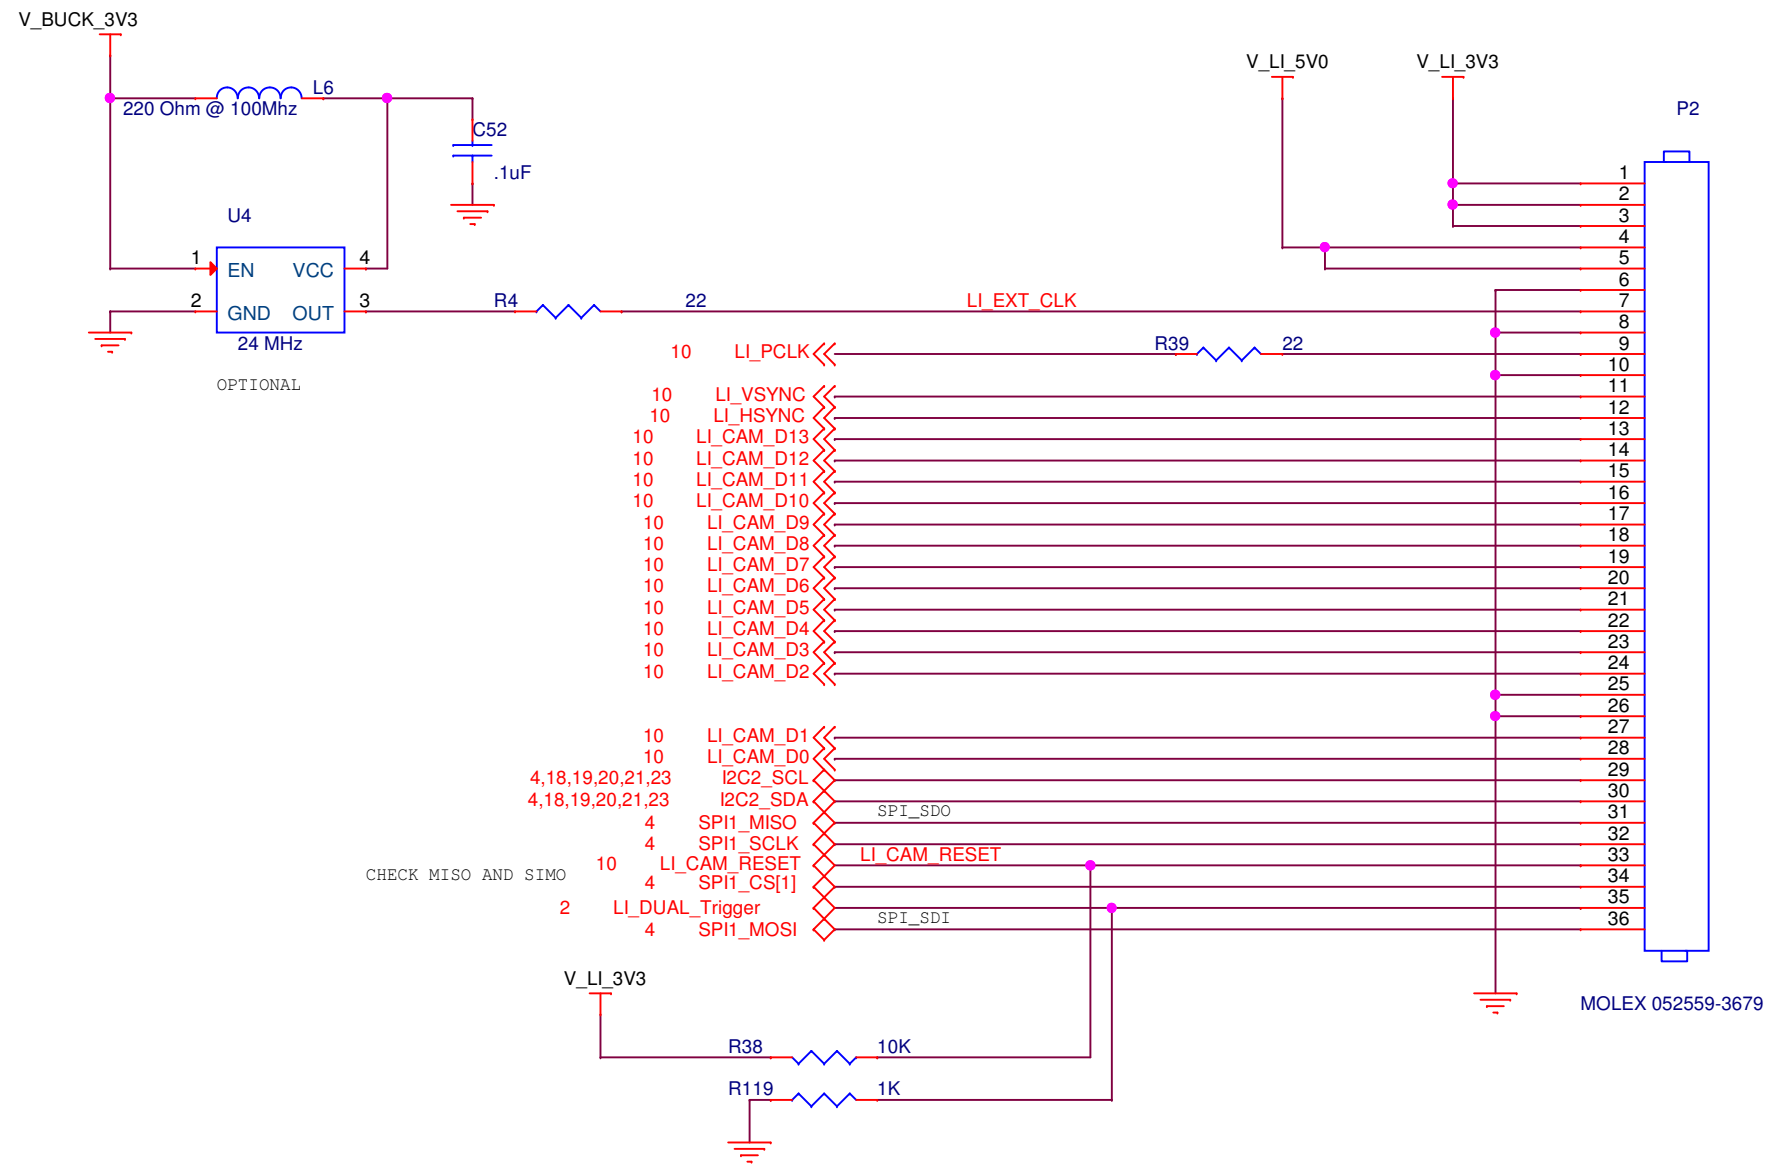 V_BUCK_3V3
L6
220 Ohm @ 100Mhz
C52
.1uF
U4
1 EN VCC 4
2 GND OUT 3
24 MHz
OPTIONAL
R4 22 LI_EXT_CLK
V_LI_5V0 V_LI_3V3
P2
1
2
3
4
5
6
7
8
10 LI_PCLK R39 22 9
10
10 LI_VSYNC 11
10 LI_HSYNC 12
10 LI_CAM_D13 13
10 LI_CAM_D12 14
10 LI_CAM_D11 15
10 LI_CAM_D10 16
10 LI_CAM_D9 17
10 LI_CAM_D8 18
10 LI_CAM_D7 19
10 LI_CAM_D6 20
10 LI_CAM_D5 21
10 LI_CAM_D4 22
10 LI_CAM_D3 23
10 LI_CAM_D2 24
25
26
10 LI_CAM_D1 27
10 LI_CAM_D0 28
4,18,19,20,21,23 I2C2_SCL 29
4,18,19,20,21,23 I2C2_SDA 30
4 SPI1_MISO SPI_SDO 31
4 SPI1_SCLK 32
10 LI_CAM_RESET LI_CAM_RESET 33
CHECK MISO AND SIMO
4 SPI1_CS[1] 34
2 LI_DUAL_Trigger 35
4 SPI1_MOSI SPI_SDI 36
V_LI_3V3
MOLEX 052559-3679
R38 10K
R119 1K